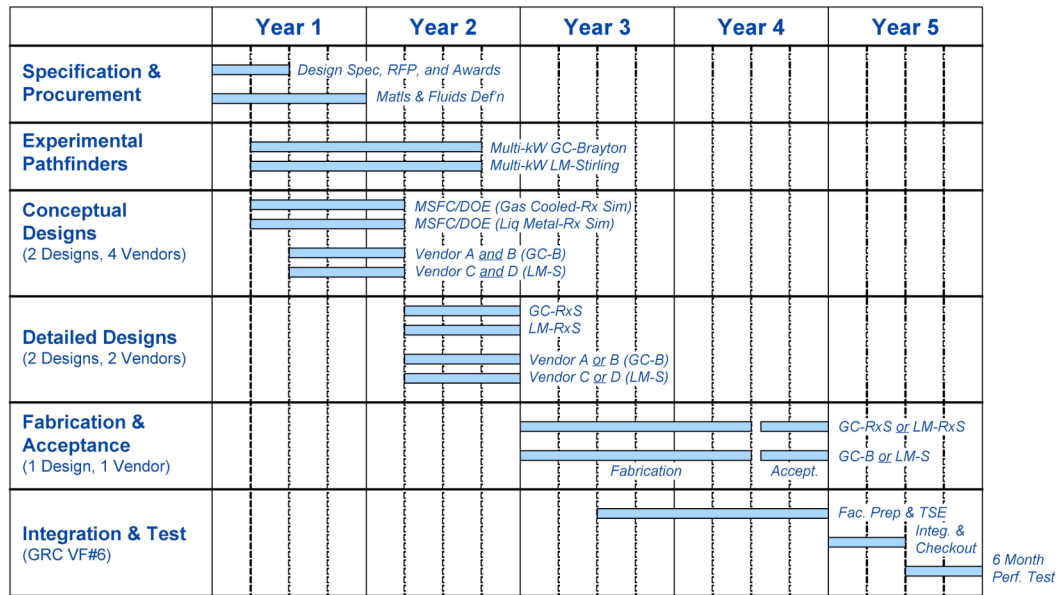 Year 1
Year 2
Year 3
Year 4
Year 5
Specification &
Procurement
Design Spec, RFP, and Awards
Matls & Fluids Def'n
Experimental
Pathfinders
Multi-kW GC-Brayton
Multi-kW LM-Stirling
Conceptual
Designs
(2 Designs, 4 Vendors)
MSFC/DOE (Gas Cooled-Rx Sim)
MSFC/DOE (Liq Metal-Rx Sim)
Vendor A and B (GC-B)
Vendor C and D (LM-S)
Detailed Designs
(2 Designs, 2 Vendors)
GC-RxS
LM-RxS
Vendor A or B (GC-B)
Vendor C or D (LM-S)
Fabrication &
Acceptance
(1 Design, 1 Vendor)
GC-RxS or LM-RxS
GC-B or LM-S
Fabrication
Accept.
Integration & Test
(GRC VF#6)
Fac. Prep & TSE
Integ. &
Checkout
6 Month
Perf. Test